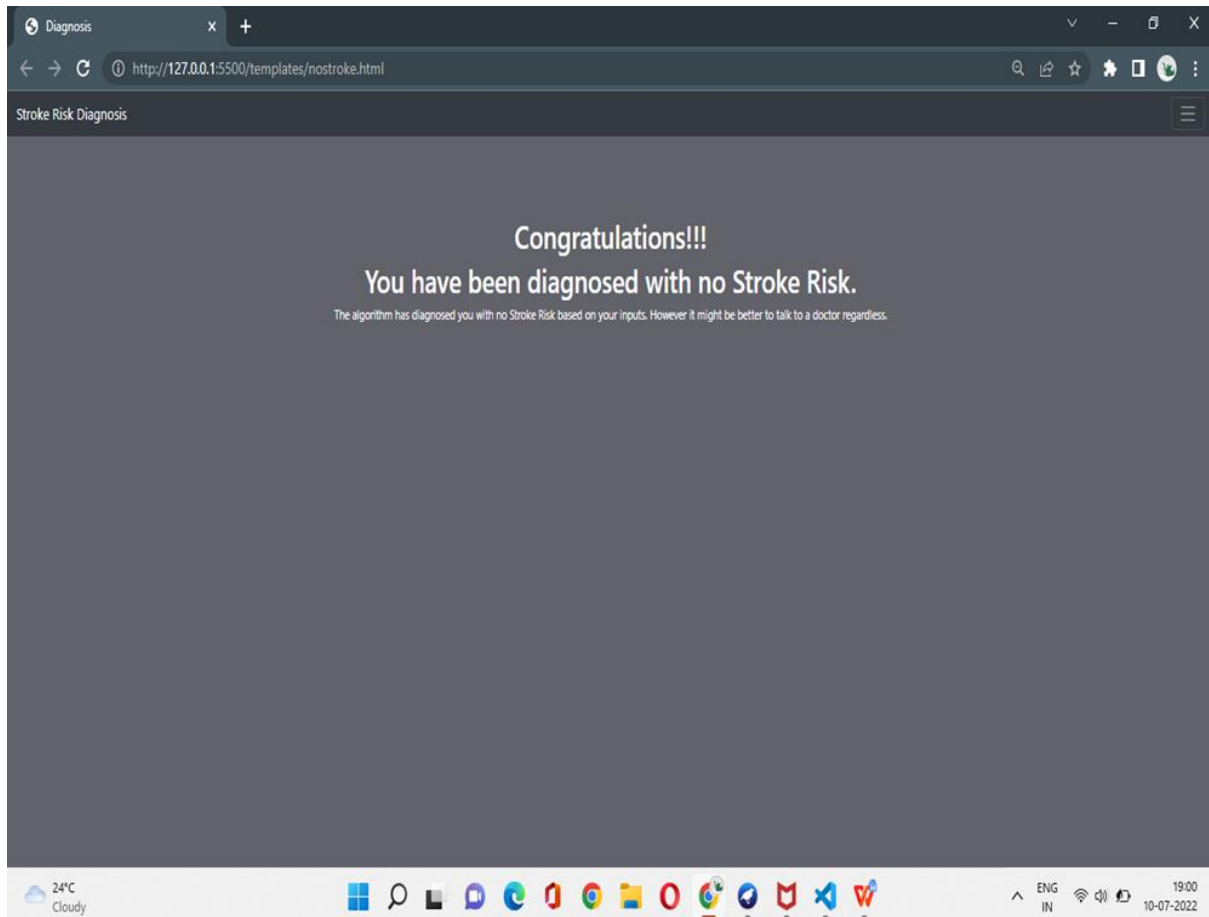 Diagnosis
http://127.0.0.1:5500/templates/nostroke.html
Stroke Risk Diagnosis
Congratulations!!!
You have been diagnosed with no Stroke Risk.
The algorithm has diagnosed you with no Stroke Risk based on your inputs. However it might be better to talk to a doctor regardless.
24°C
Cloudy
ENG
IN
19:00
10-07-2022